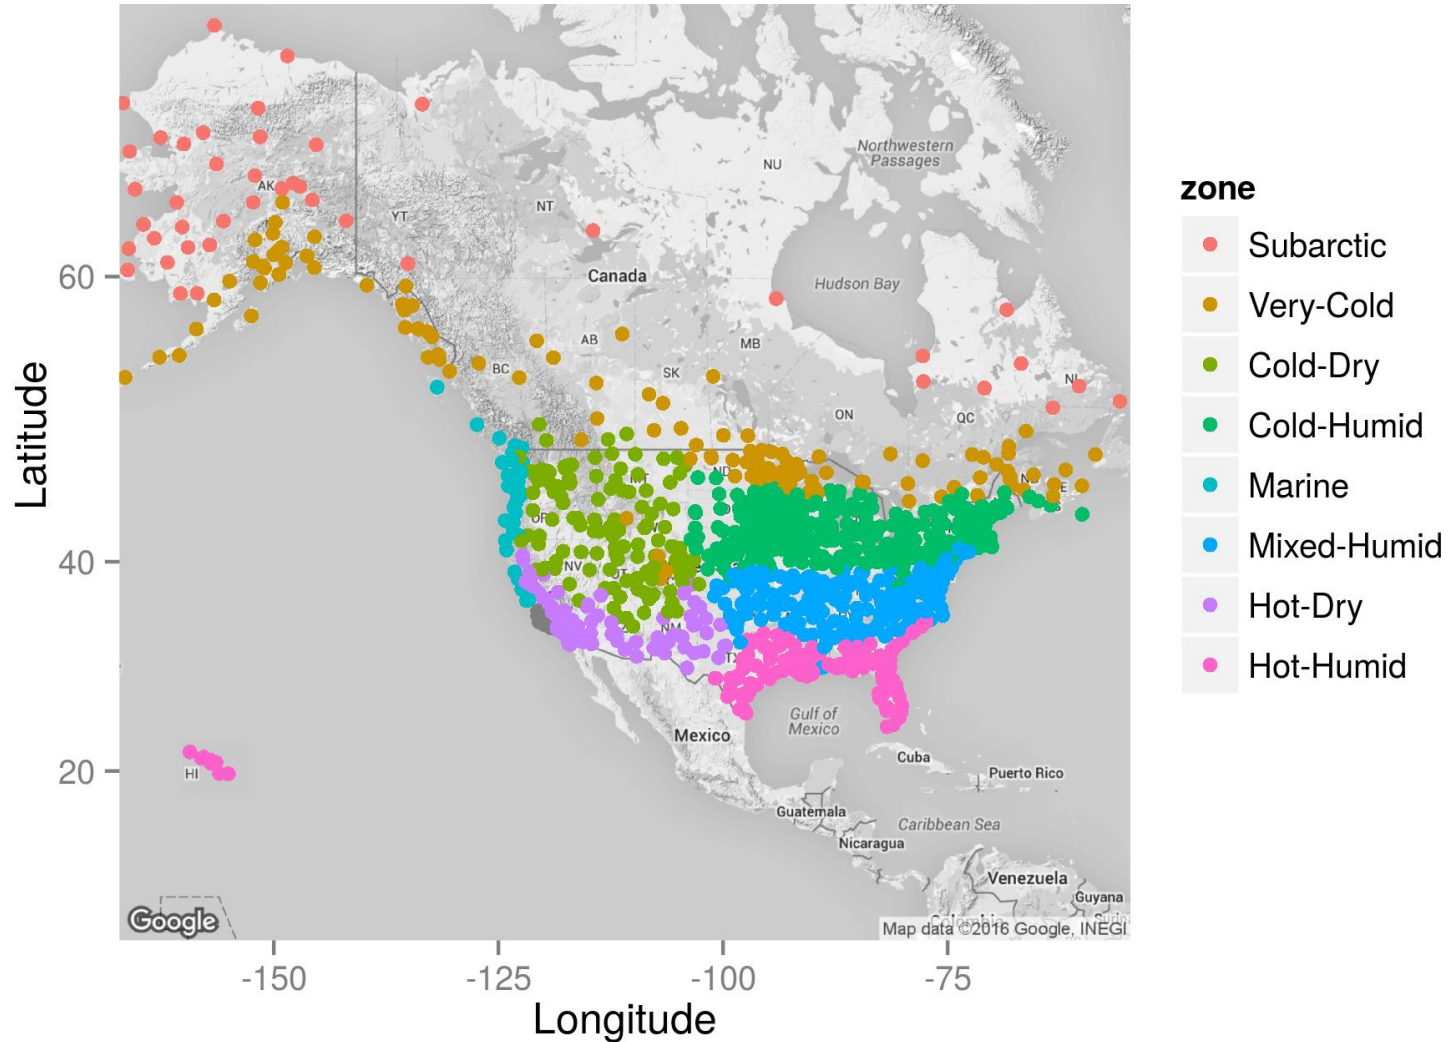 Latitude
60
40
20
-150
-125
-100
-75
Longitude
AK
YT
NT
NU
Northwestern
Passages
Canada
Hudson Bay
BC
AB
SK
MB
ON
QC
NV
NM
HI
Mexico
Gulf of
Mexico
Cuba
Puerto Rico
Guatemala
Caribbean Sea
Nicaragua
Venezuela
Guyana
Colombia
Google
Map data ©2016 Google, INEGI
zone
Subarctic
Very-Cold
Cold-Dry
Cold-Humid
Marine
Mixed-Humid
Hot-Dry
Hot-Humid